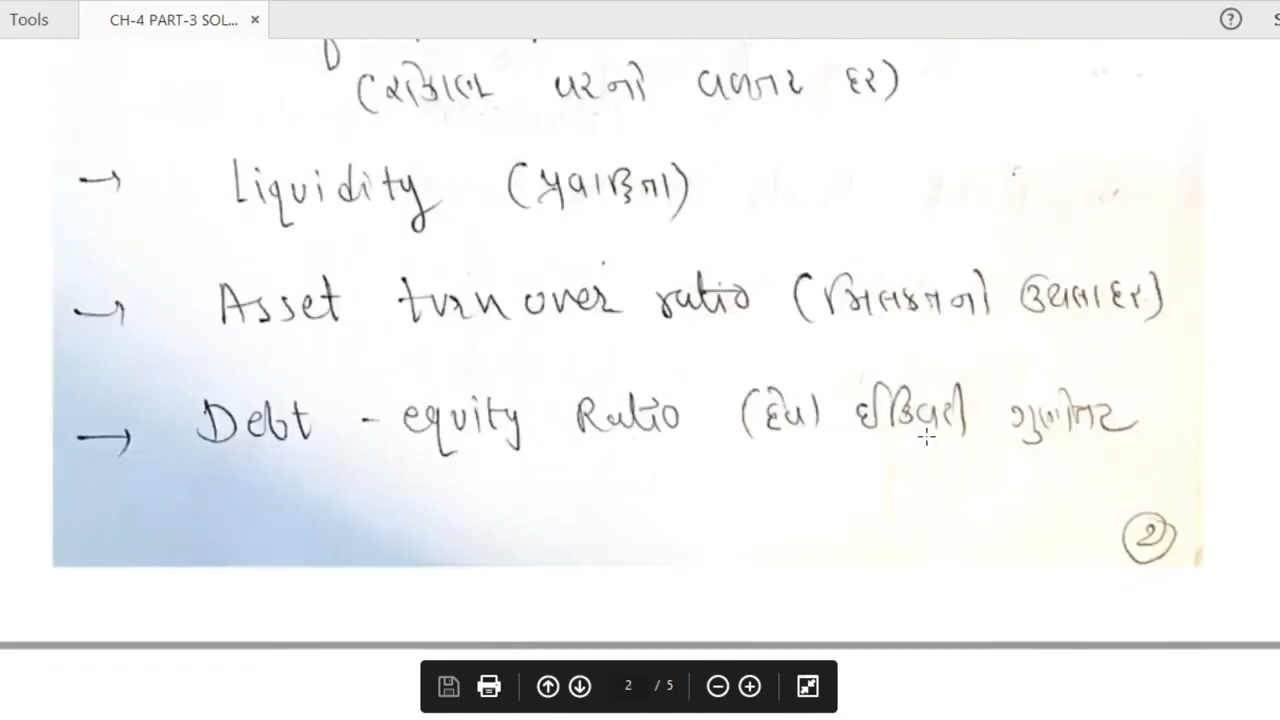 Tools CH-4 PART-3 SOL... × ?
(રોકાણ પરનો વળતર દર)
→ Liquidity (પ્રવાહિતા)
→ Asset turnover ratio (મિલકતનો ઉથલા દર)
→ Debt - equity Ratio (દેવા ઈક્વિટી ગુણોત્તર
2
2 / 5